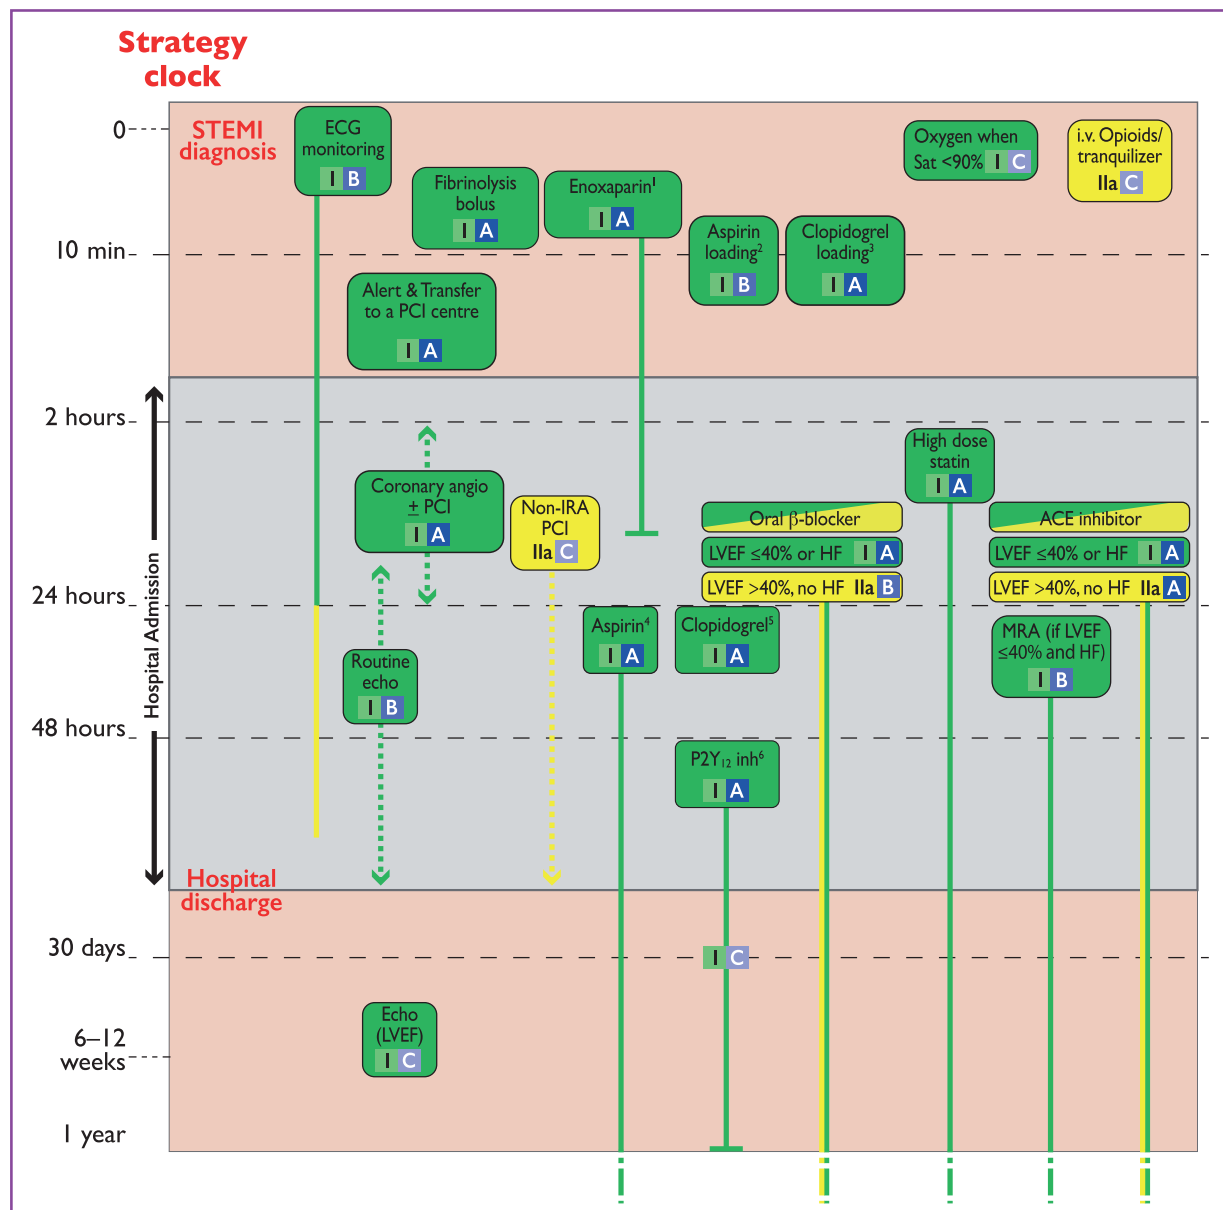 Strategy
clock
0
STEMI
diagnosis
ECG
monitoring
I B
Fibrinolysis
bolus
I A
Enoxaparin¹
I A
Aspirin
loading²
I B
Clopidogrel
loading³
I A
Oxygen when
Sat <90% I C
i.v. Opioids/
tranquilizer
IIa C
10 min
Alert & Transfer
to a PCI centre
I A
Hospital Admission
2 hours
Coronary angio
± PCI
I A
Non-IRA
PCI
IIa C
High dose
statin
I A
Oral β-blocker
LVEF ≤40% or HF I A
LVEF >40%, no HF IIa B
ACE inhibitor
LVEF ≤40% or HF I A
LVEF >40%, no HF IIa A
24 hours
Routine
echo
I B
Aspirin⁴
I A
Clopidogrel⁵
I A
MRA (if LVEF
≤40% and HF)
I B
48 hours
P2Y₁₂ inh⁶
I A
Hospital
discharge
30 days
I C
Echo
(LVEF)
I C
6–12
weeks
1 year